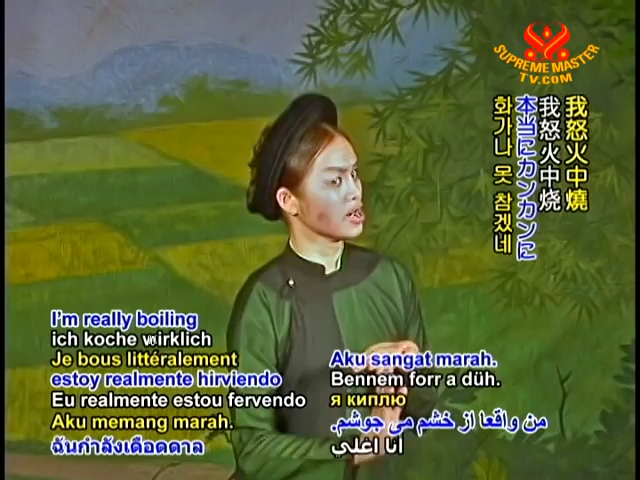 SUPREME MASTER
TV.COM
我怒火中燒
我怒火中烧
本当にカンカンに
화가나 못 참겠네
I'm really boiling
ich koche wirklich
Je bous littéralement
estoy realmente hirviendo
Eu realmente estou fervendo
Aku memang marah.
ฉันกำลังเดือดดาล
Aku sangat marah.
Bennem forr a düh.
я киплю
من واقعا از خشم می جوشم.
انا اغلي